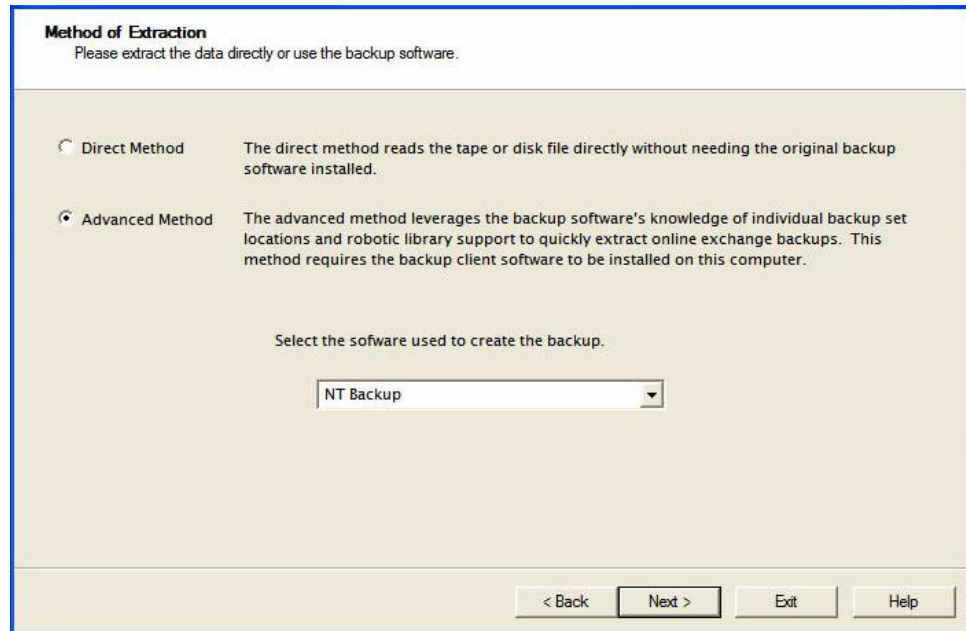 Method of Extraction
Please extract the data directly or use the backup software.
Direct Method
The direct method reads the tape or disk file directly without needing the original backup
software installed.
Advanced Method
The advanced method leverages the backup software's knowledge of individual backup set
locations and robotic library support to quickly extract online exchange backups.  This
method requires the backup client software to be installed on this computer.
Select the sofware used to create the backup.
NT Backup
< Back
Next >
Exit
Help